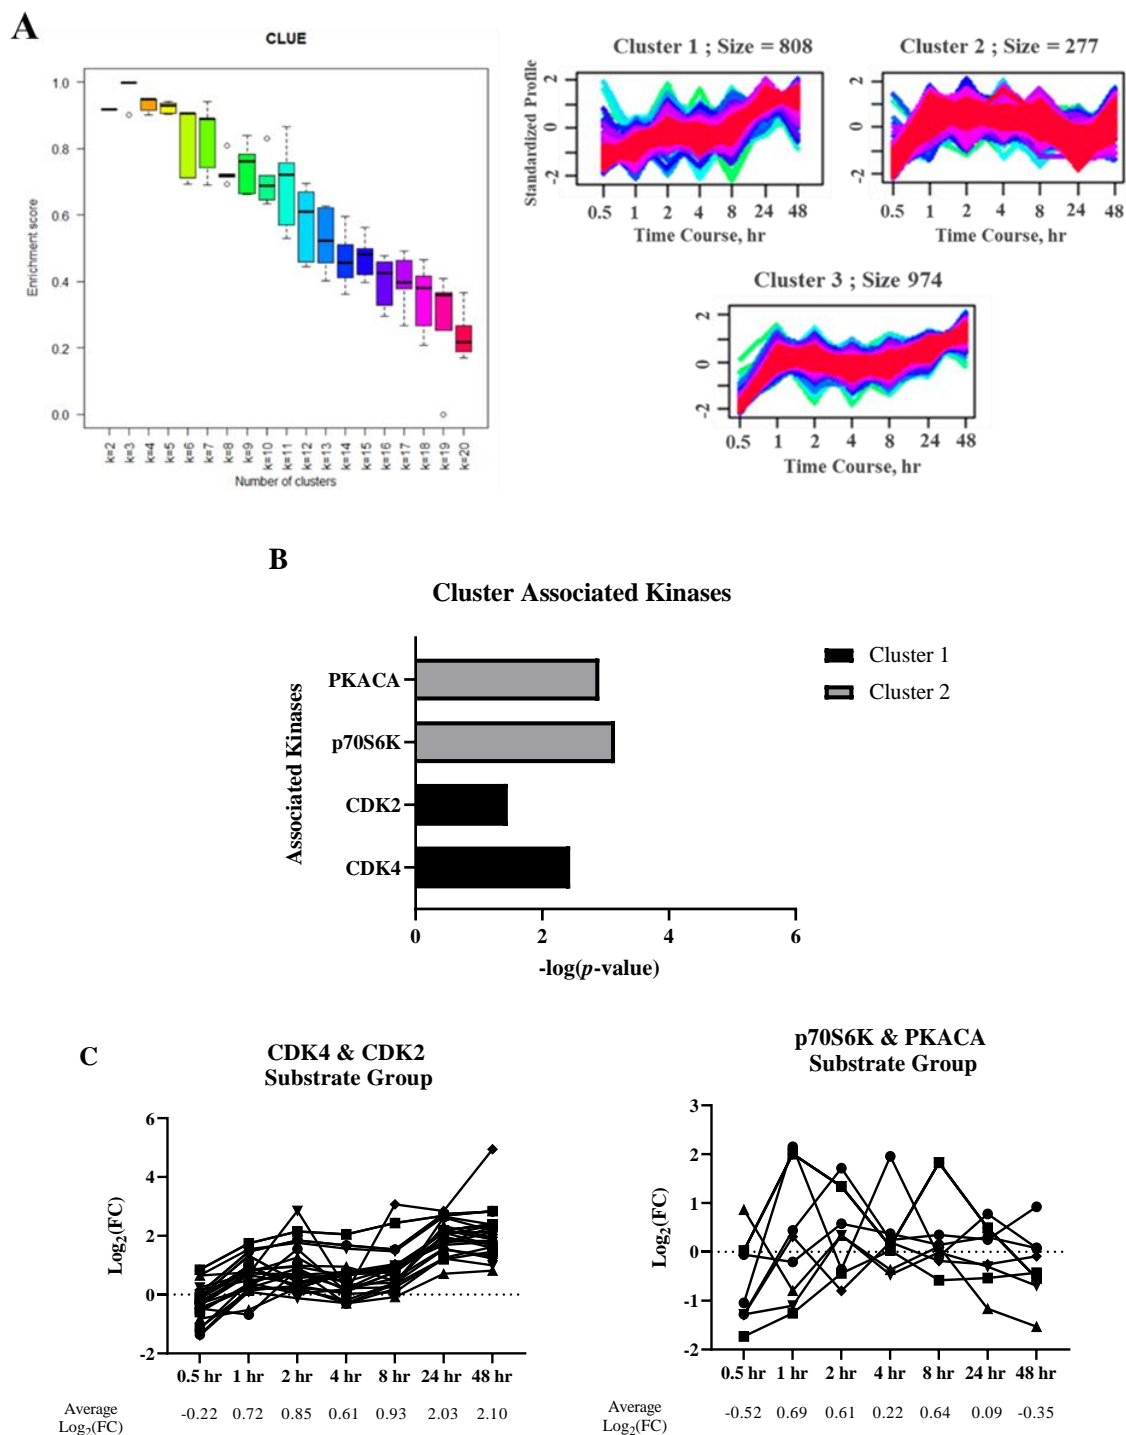 A
CLUE
Enrichment score
1.0
0.8
0.6
0.4
0.2
0.0
k=2
k=3
k=4
k=5
k=6
k=7
k=8
k=9
k=10
k=11
k=12
k=13
k=14
k=15
k=16
k=17
k=18
k=19
k=20
Number of clusters
Cluster 1 ; Size = 808
Standardized Profile
2
0
-2
0.5 1 2 4 8 24 48
Time Course, hr
Cluster 2 ; Size = 277
2
0
-2
0.5 1 2 4 8 24 48
Time Course, hr
Cluster 3 ; Size 974
2
0
-2
0.5 1 2 4 8 24 48
Time Course, hr
B
Cluster Associated Kinases
Associated Kinases
PKACA
p70S6K
CDK2
CDK4
0 2 4 6
-log(p-value)
Cluster 1
Cluster 2
C
CDK4 & CDK2
Substrate Group
Log2(FC)
6
4
2
0
-2
0.5 hr 1 hr 2 hr 4 hr 8 hr 24 hr 48 hr
Average
Log2(FC)
-0.22 0.72 0.85 0.61 0.93 2.03 2.10
p70S6K & PKACA
Substrate Group
Log2(FC)
3
2
1
0
-1
-2
0.5 hr 1 hr 2 hr 4 hr 8 hr 24 hr 48 hr
Average
Log2(FC)
-0.52 0.69 0.61 0.22 0.64 0.09 -0.35